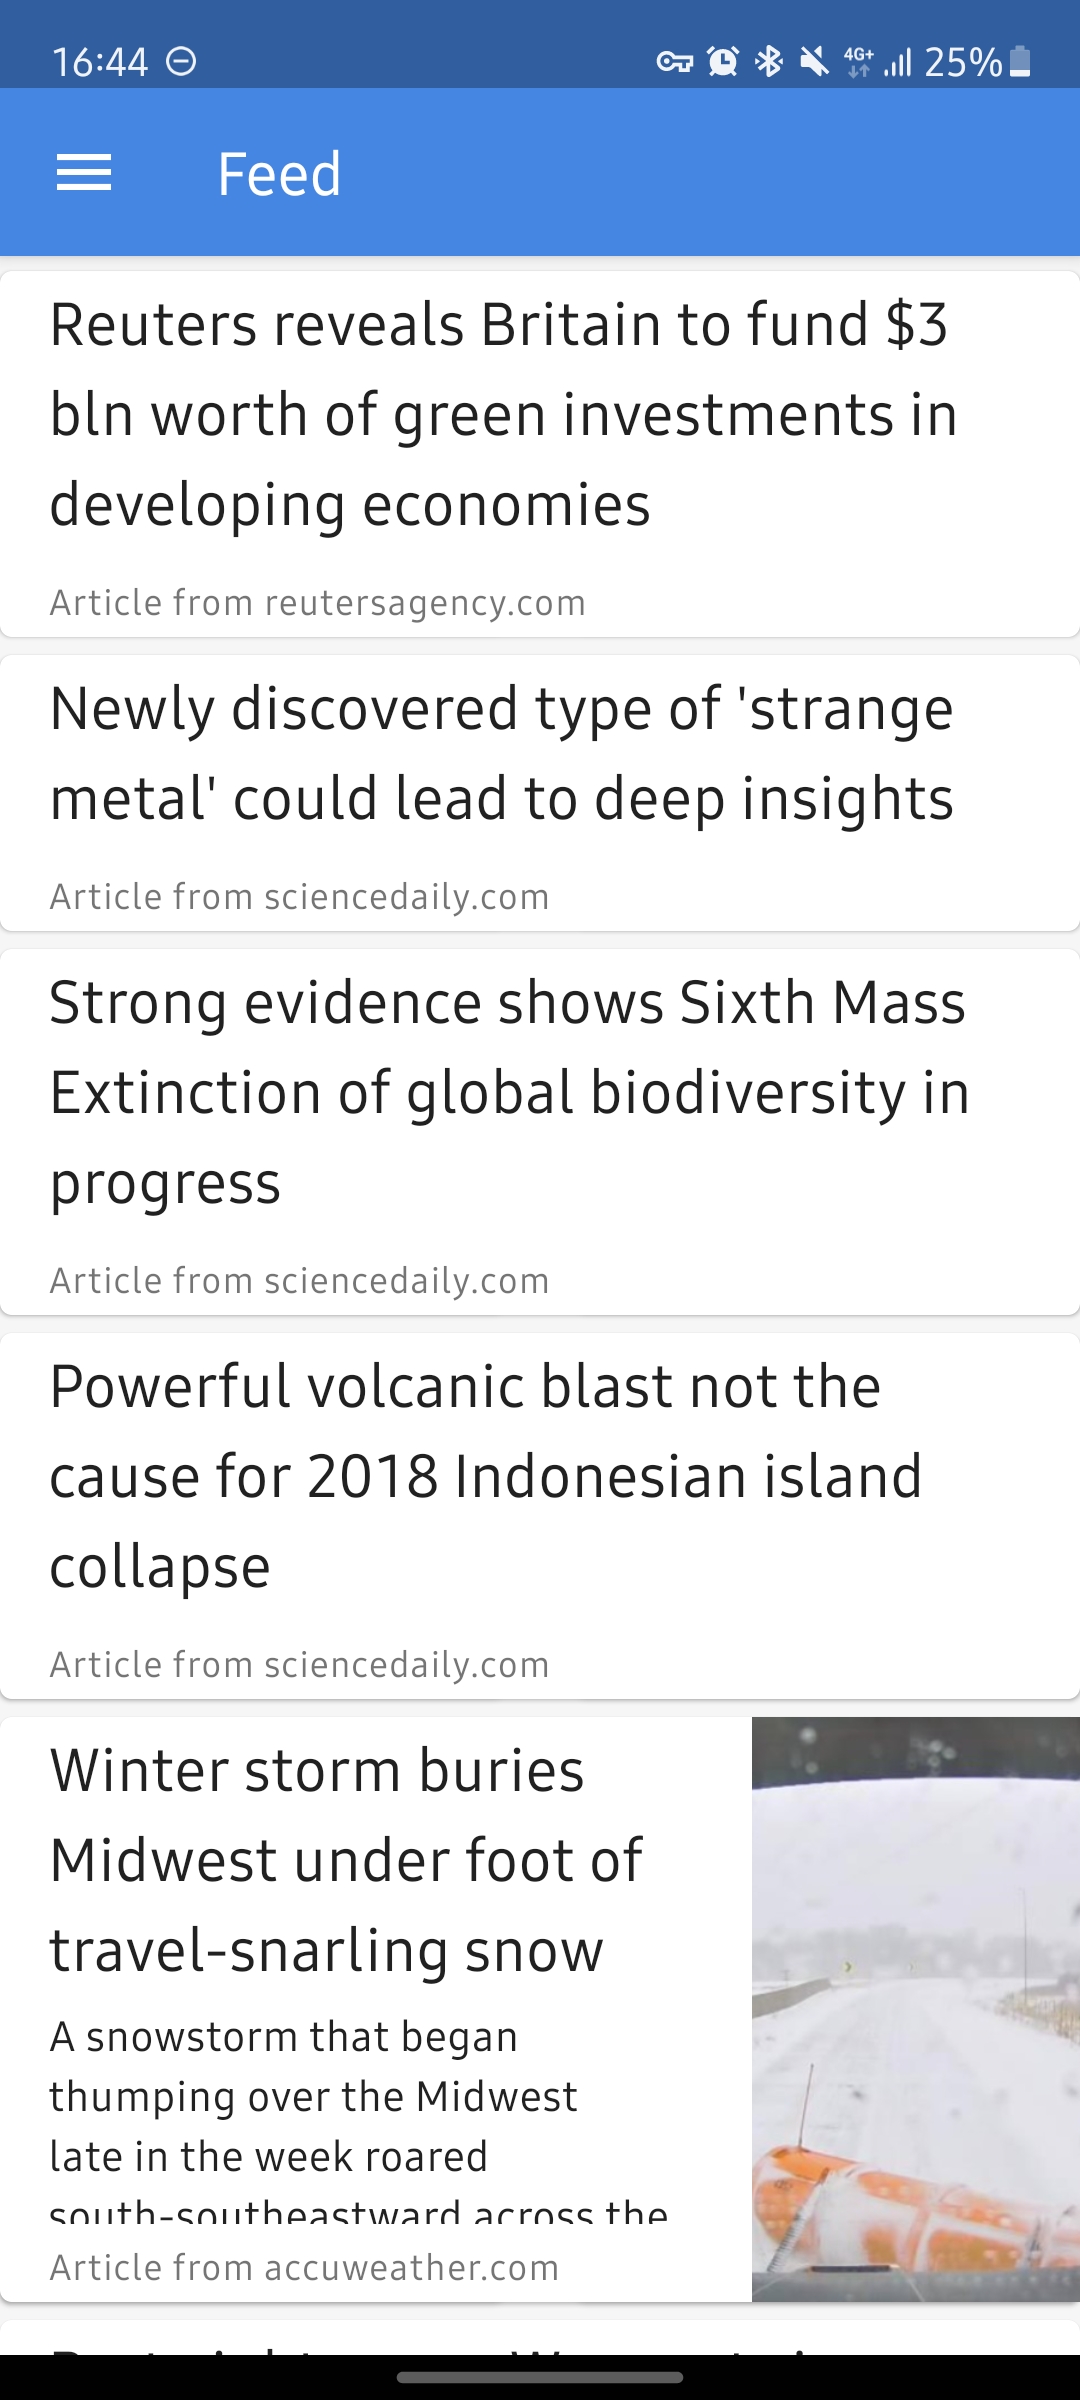 16:44
4G+ 25%
Feed
Reuters reveals Britain to fund $3
bln worth of green investments in
developing economies
Article from reutersagency.com
Newly discovered type of 'strange
metal' could lead to deep insights
Article from sciencedaily.com
Strong evidence shows Sixth Mass
Extinction of global biodiversity in
progress
Article from sciencedaily.com
Powerful volcanic blast not the
cause for 2018 Indonesian island
collapse
Article from sciencedaily.com
Winter storm buries
Midwest under foot of
travel-snarling snow
A snowstorm that began
thumping over the Midwest
late in the week roared
south-southeastward across the
Article from accuweather.com